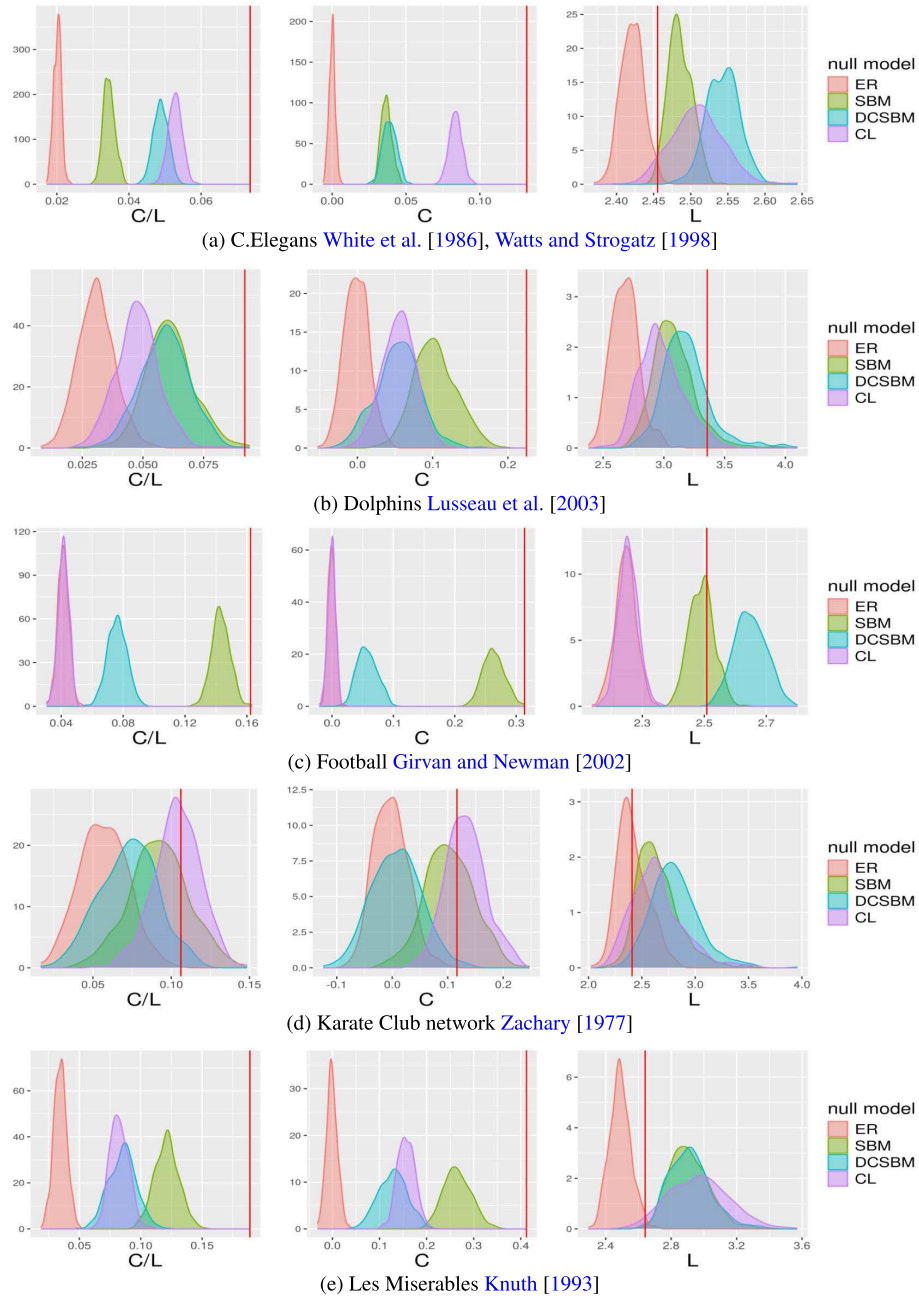 300
200
100
0
0.02
0.04
0.06
C/L
200
150
100
50
0
0.00
0.05
0.10
C
25
20
15
10
5
0
2.40
2.45
2.50
2.55
2.60
2.65
L
null model
ER
SBM
DCSBM
CL
(a) C.Elegans White et al. [1986], Watts and Strogatz [1998]
40
20
0
0.025
0.050
0.075
C/L
20
15
10
5
0
0.0
0.1
0.2
C
3
2
1
0
2.5
3.0
3.5
4.0
L
null model
ER
SBM
DCSBM
CL
(b) Dolphins Lusseau et al. [2003]
120
90
60
30
0
0.04
0.08
0.12
0.16
C/L
60
40
20
0
0.0
0.1
0.2
0.3
C
10
5
0
2.3
2.5
2.7
L
null model
ER
SBM
DCSBM
CL
(c) Football Girvan and Newman [2002]
20
10
0
0.05
0.10
0.15
C/L
12.5
10.0
7.5
5.0
2.5
0.0
-0.1
0.0
0.1
0.2
C
3
2
1
0
2.0
2.5
3.0
3.5
4.0
L
null model
ER
SBM
DCSBM
CL
(d) Karate Club network Zachary [1977]
60
40
20
0
0.05
0.10
0.15
C/L
30
20
10
0
0.0
0.1
0.2
0.3
0.4
C
6
4
2
0
2.4
2.8
3.2
3.6
L
null model
ER
SBM
DCSBM
CL
(e) Les Miserables Knuth [1993]